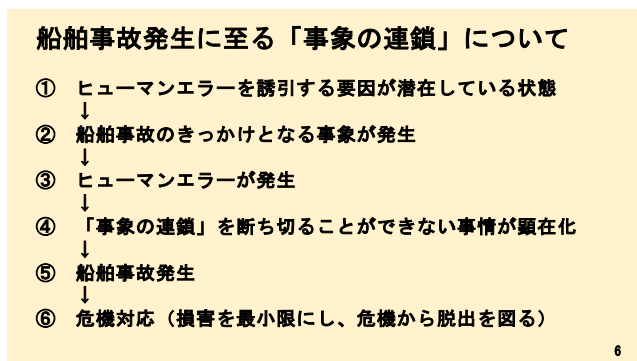 船舶事故発生に至る「事象の連鎖」について
① ヒューマンエラーを誘引する要因が潜在している状態
↓
② 船舶事故のきっかけとなる事象が発生
↓
③ ヒューマンエラーが発生
↓
④ 「事象の連鎖」を断ち切ることができない事情が顕在化
↓
⑤ 船舶事故発生
↓
⑥ 危機対応（損害を最小限にし、危機から脱出を図る）
6